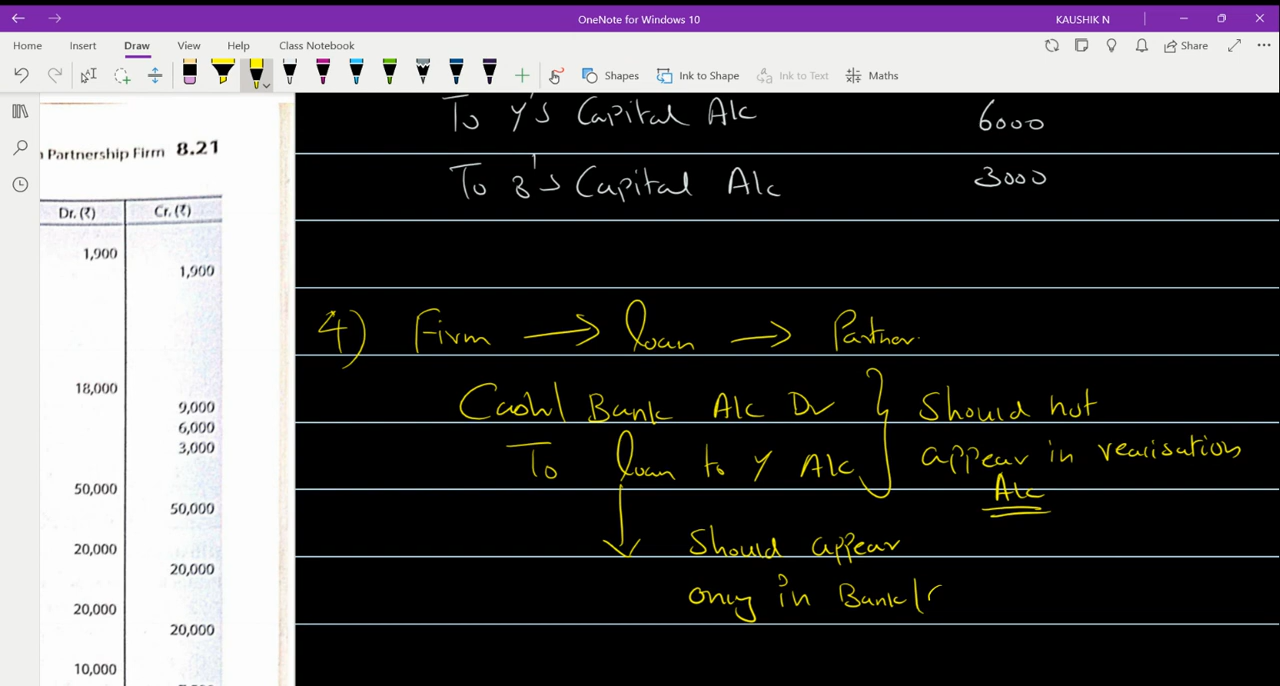 OneNote for Windows 10
KAUSHIK N
Home Insert Draw View Help Class Notebook
Share
Shapes Ink to Shape Ink to Text Maths
Partnership Firm 8.21
Dr. (₹) Cr. (₹)
1,900
1,900
18,000
9,000
6,000
3,000
50,000
50,000
20,000
20,000
20,000
20,000
10,000
To Y's Capital A/c 6000
To z's Capital A/c 3000
4) Firm → loan → Partner.
Cash/ Bank A/c Dr } Should not
To loan to Y A/c appear in realisation
A/c
Should appear
only in Bank/